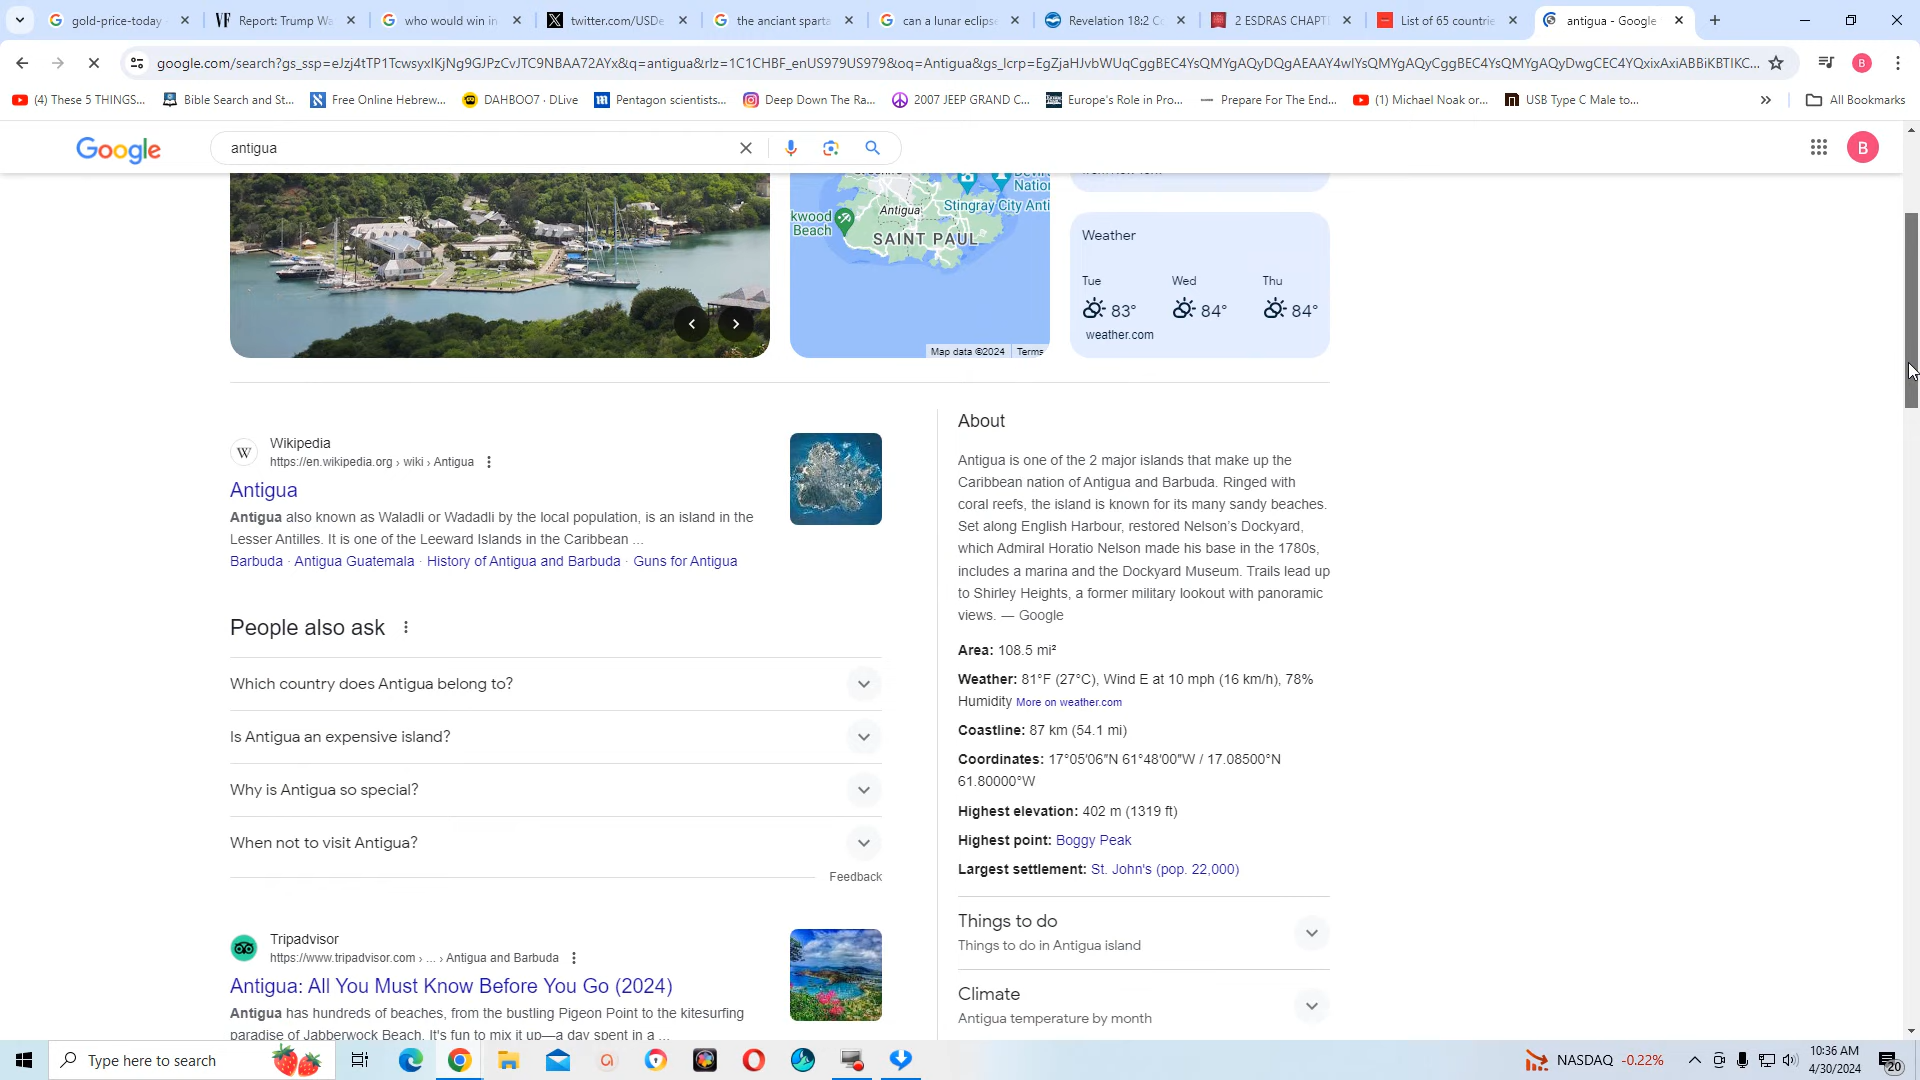 gold-price-today
Report: Trump Wa
who would win in
twitter.com/USDe
the anciant sparta
can a lunar eclips
Revelation 18:2 Co
2 ESDRAS CHAPT
List of 65 countrie
antigua - Google
google.com/search?gs_ssp=eJzj4tTP1TcwsyxIKjNg9GJPzCvJTC9NBAA72AYx&q=antigua&rlz=1C1CHBF_enUS979US979&oq=Antigua&gs_lcrp=EgZjaHJvbWUqCggBEC4YsQMYgAQyDQgAEAAY4wIYsQMYgAQyCggBEC4YsQMYgAQyDwgCEC4YQxixAxiABBiKBTIKC...
(4) These 5 THINGS...
Bible Search and St...
Free Online Hebrew...
DAHBOO7 · DLive
Pentagon scientists...
Deep Down The Ra...
2007 JEEP GRAND C...
Europe's Role in Pro...
Prepare For The End...
(1) Michael Noak or...
USB Type C Male to...
All Bookmarks
Google
antigua
B
kwood
Beach
Antigua
SAINT PAUL
Natio
Stingray City Anti
Map data ©2024
Terms
Weather
Tue
Wed
Thu
83°
84°
84°
weather.com
Wikipedia
https://en.wikipedia.org › wiki › Antigua
Antigua
Antigua also known as Waladli or Wadadli by the local population, is an island in the
Lesser Antilles. It is one of the Leeward Islands in the Caribbean ...
Barbuda · Antigua Guatemala · History of Antigua and Barbuda · Guns for Antigua
People also ask
Which country does Antigua belong to?
Is Antigua an expensive island?
Why is Antigua so special?
When not to visit Antigua?
Feedback
Tripadvisor
https://www.tripadvisor.com › ... › Antigua and Barbuda
Antigua: All You Must Know Before You Go (2024)
Antigua has hundreds of beaches, from the bustling Pigeon Point to the kitesurfing
paradise of Jabberwock Beach. It's fun to mix it up—a day spent in a ...
About
Antigua is one of the 2 major islands that make up the
Caribbean nation of Antigua and Barbuda. Ringed with
coral reefs, the island is known for its many sandy beaches.
Set along English Harbour, restored Nelson's Dockyard,
which Admiral Horatio Nelson made his base in the 1780s,
includes a marina and the Dockyard Museum. Trails lead up
to Shirley Heights, a former military lookout with panoramic
views. — Google
Area: 108.5 mi²
Weather: 81°F (27°C), Wind E at 10 mph (16 km/h), 78%
Humidity More on weather.com
Coastline: 87 km (54.1 mi)
Coordinates: 17°05′06″N 61°48′00″W / 17.08500°N
61.80000°W
Highest elevation: 402 m (1319 ft)
Highest point: Boggy Peak
Largest settlement: St. John's (pop. 22,000)
Things to do
Things to do in Antigua island
Climate
Antigua temperature by month
Type here to search
NASDAQ -0.22%
10:36 AM
4/30/2024
20